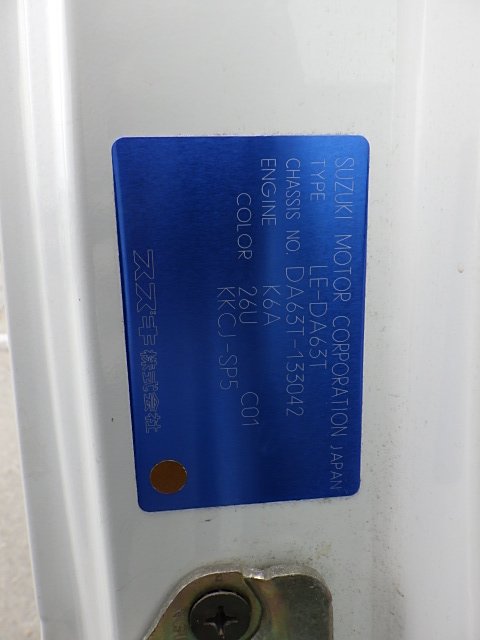 SUZUKI MOTOR CORPORATION JAPAN
TYPE LE-DA63T
CHASSIS NO. DA63T-133042
ENGINE K6A
COLOR 26U C01
KKCJ-SP5
スズキ株式会社